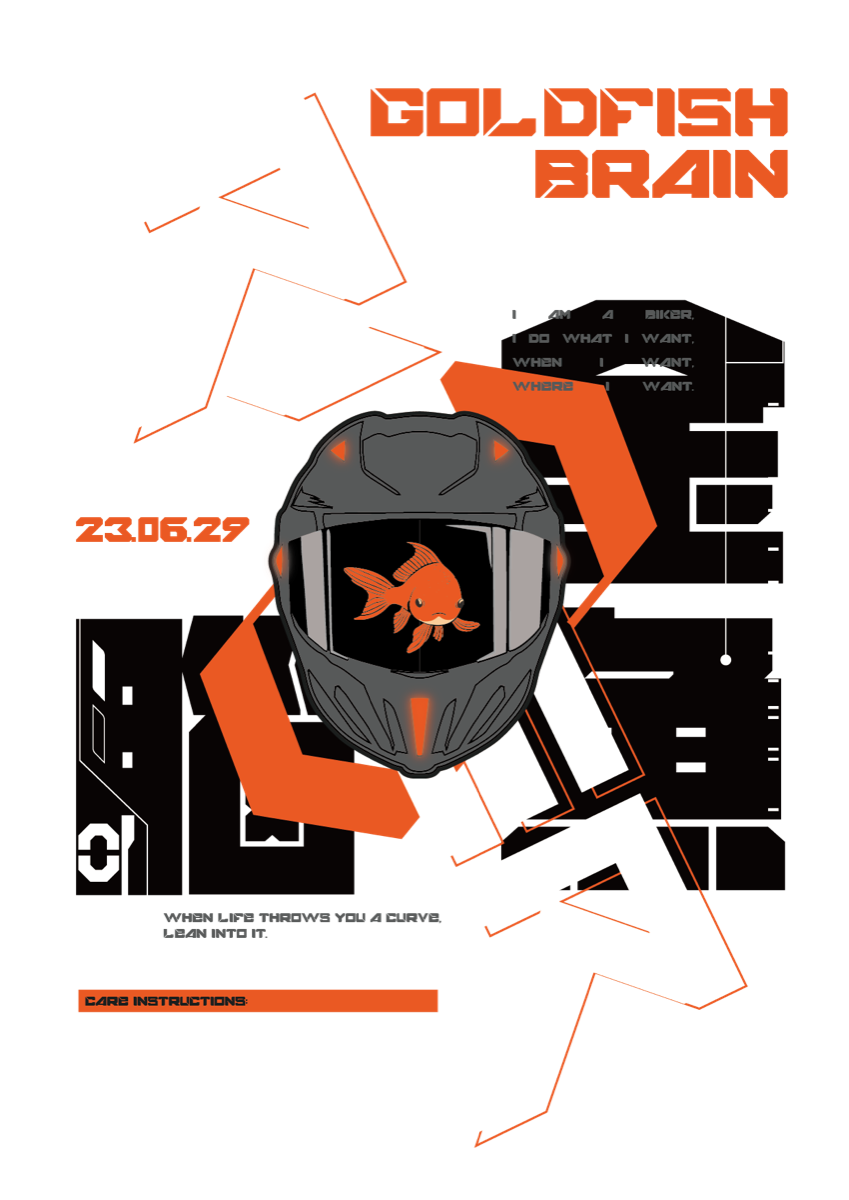 GOLDFISH
BRAIN
I AM A BIKER,
I DO WHAT I WANT,
WHEN I WANT,
WHERE I WANT.
23.06.29
WHEN LIFE THROWS YOU A CURVE,
LEAN INTO IT.
CARE INSTRUCTIONS: